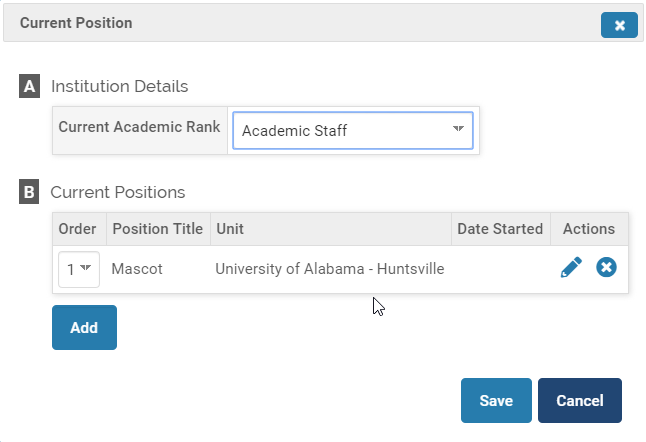 Current Position
A Institution Details
Current Academic Rank Academic Staff
B Current Positions
Order Position Title Unit Date Started Actions
1 Mascot University of Alabama - Huntsville
Add
Save Cancel